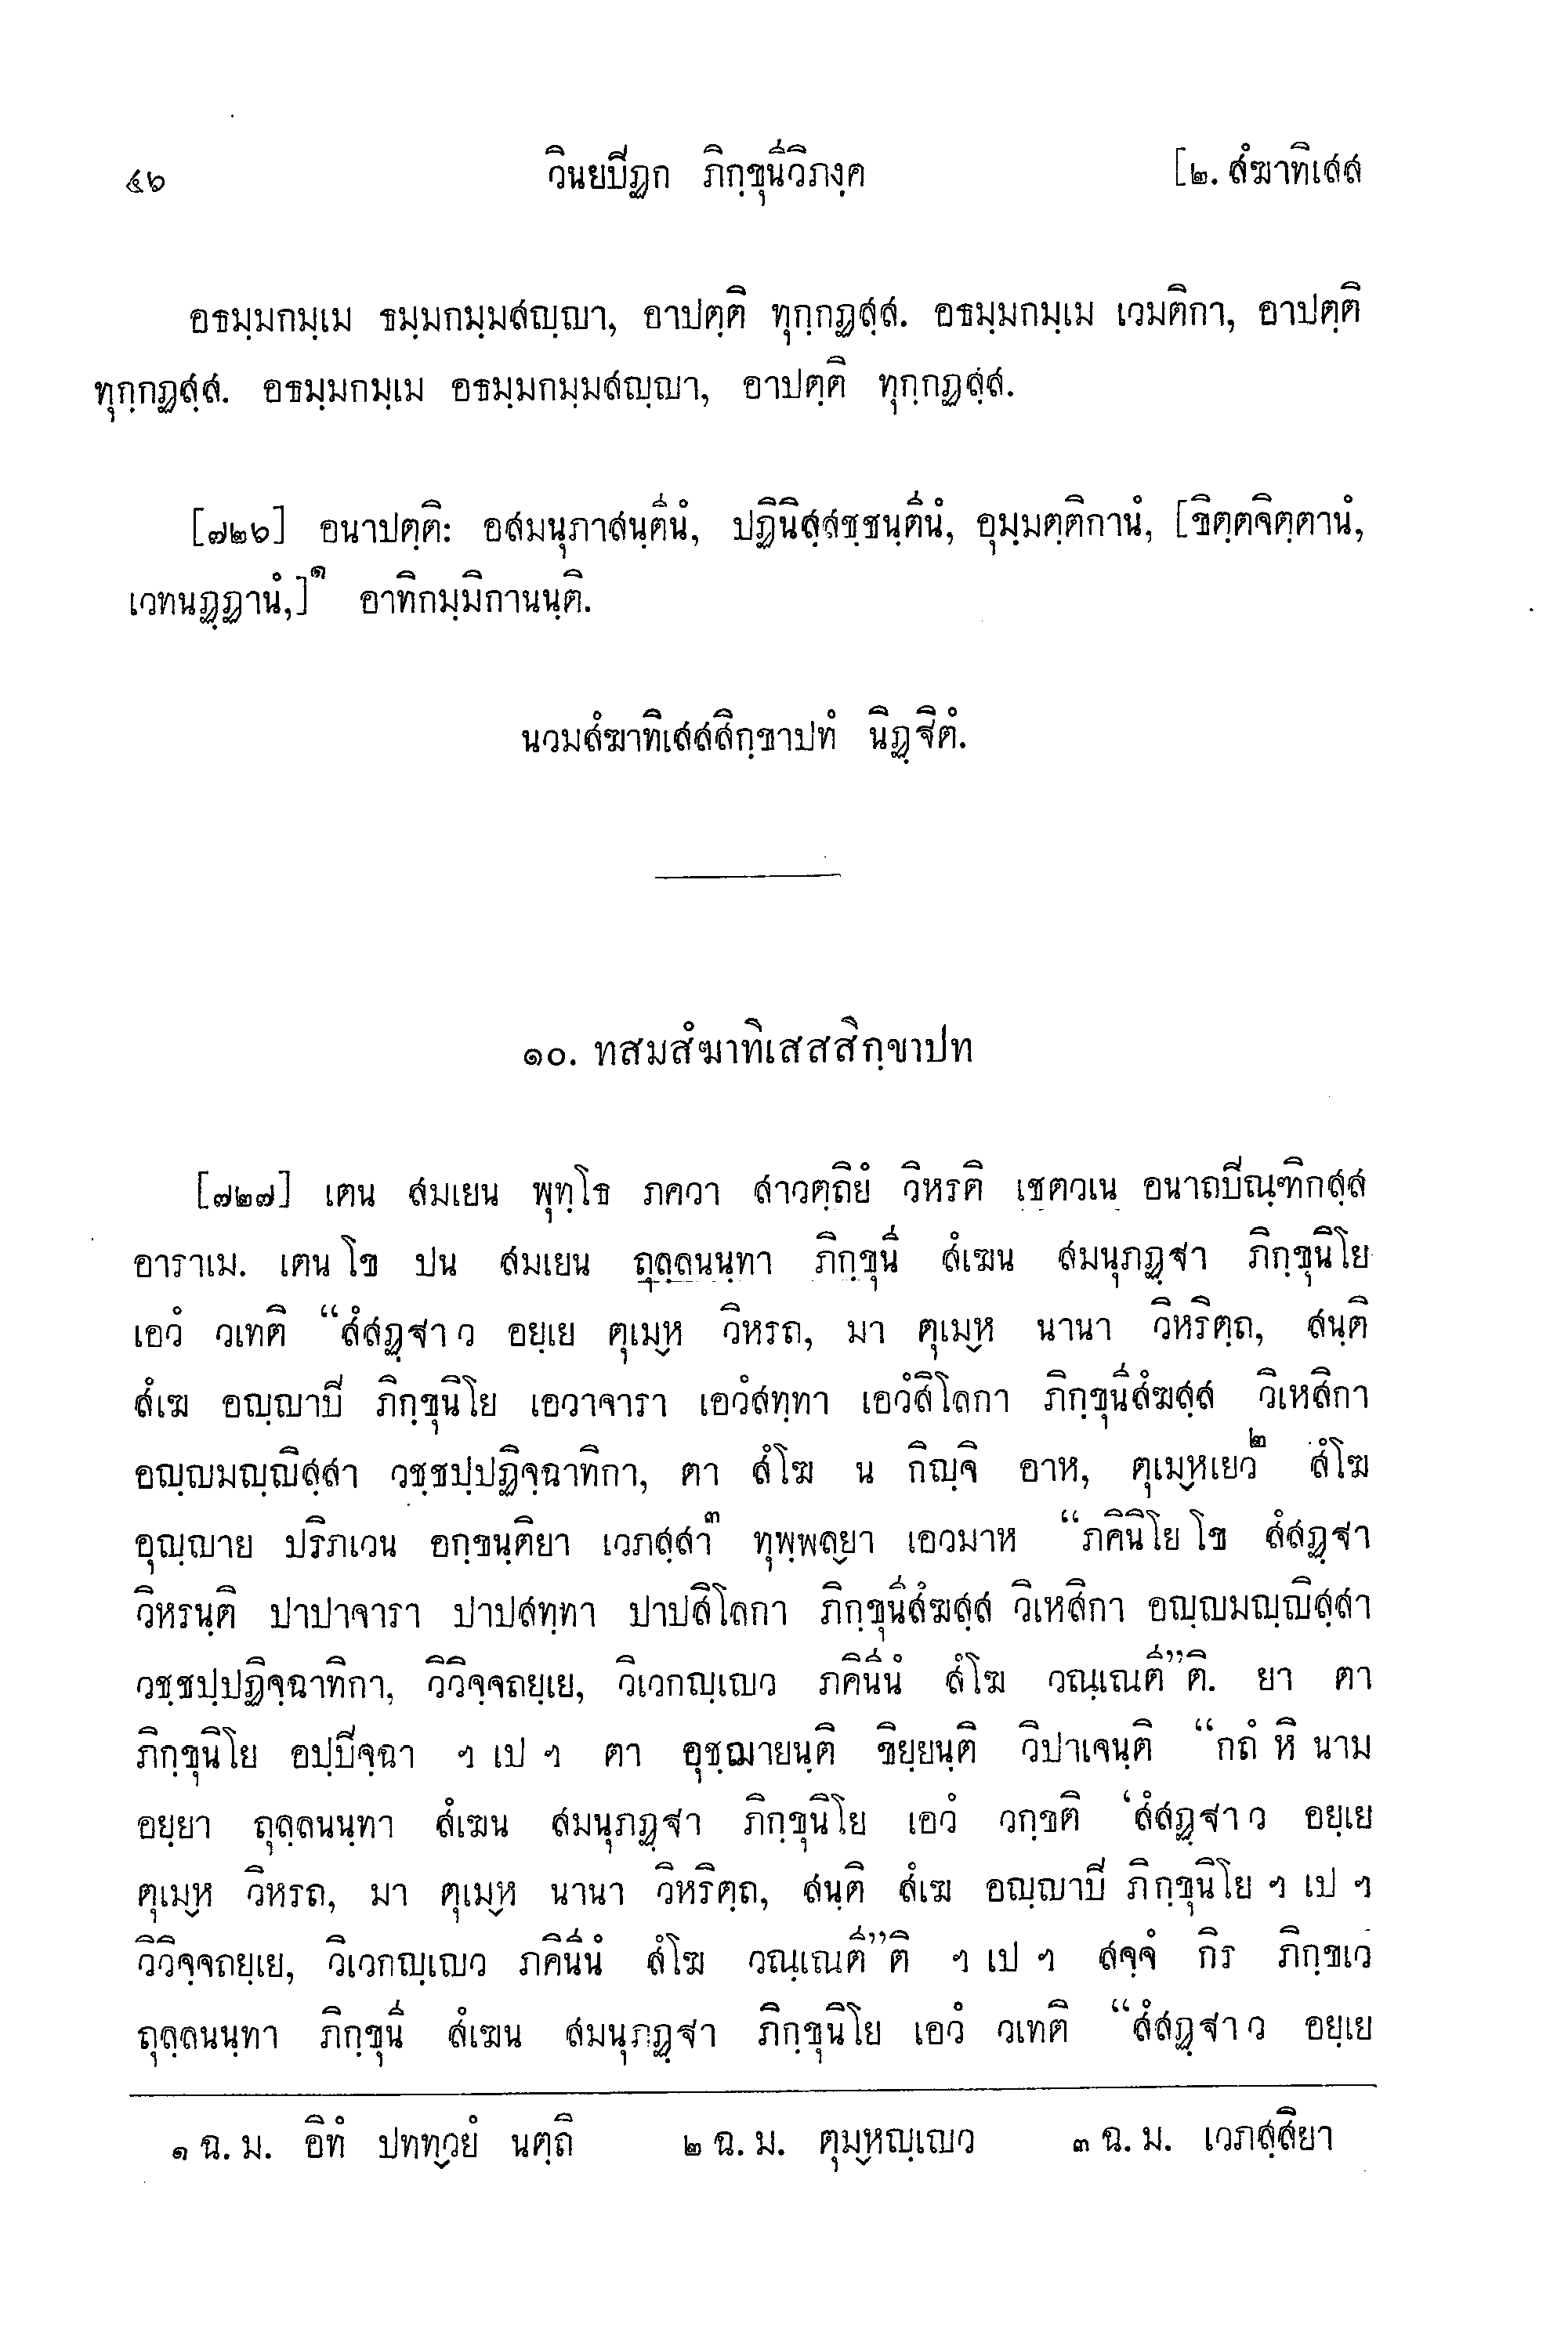 ๕๖ วินยปีฏก ภิกฺขุนีวิภงฺค [๒. สํฆาทิเสส
อธมฺมกมฺเม ธมฺมกมฺมสญฺญา, อาปตฺติ ทุกฺกฏสฺส. อธมฺมกมฺเม เวมติกา, อาปตฺติ
ทุกฺกฏสฺส. อธมฺมกมฺเม อธมฺมกมฺมสญฺญา, อาปตฺติ ทุกฺกฏสฺส.
[๗๒๖] อนาปตฺติ: อสมนุภาสนฺตีนํ, ปฏินิสฺสชฺชนฺตีนํ, อุมฺมตฺติกานํ, [ขิตฺตจิตฺตานํ,
เวทนฏฺฏานํ,]๑ อาทิกมฺมิกานนฺติ.
นวมสํฆาทิเสสสิกฺขาปทํ นิฏฺฐิตํ.
๑๐. ทสมสํฆาทิเสสสิกฺขาปท
[๗๒๗] เตน สมเยน พุทฺโธ ภควา สาวตฺถิยํ วิหรติ เชตวเน อนาถปีณฺฑิกสฺส
อาราเม. เตน โข ปน สมเยน ถุลฺลนนฺทา ภิกฺขุนี สํเฆน สมนุภฏฺฐา ภิกฺขุนิโย
เอวํ วเทติ “สํสฏฺฐา ว อยฺเย ตุเมฺห วิหรถ, มา ตุเมฺห นานา วิหริตฺถ, สนฺติ
สํเฆ อญฺญาปี ภิกฺขุนิโย เอวาจารา เอวํสทฺทา เอวํสิโลกา ภิกฺขุนีสํฆสฺส วิเหสิกา
อญฺญมญฺญิสฺสา วชฺชปฺปฏิจฺฉาทิกา, ตา สํโฆ น กิญฺจิ อาห, ตุเมฺหเยว๒ สํโฆ
อุญฺญาย ปริภเวน อกฺขนฺติยา เวภสฺสา๓ ทุพฺพลฺยา เอวมาห “ภคินิโย โข สํสฏฺฐา
วิหรนฺติ ปาปาจารา ปาปสทฺทา ปาปสิโลกา ภิกฺขุนีสํฆสฺส วิเหสิกา อญฺญมญฺญิสฺสา
วชฺชปฺปฏิจฺฉาทิกา, วิวิจฺจถยฺเย, วิเวกญฺเญว ภคินีนํ สํโฆ วณฺเณตี”ติ. ยา ตา
ภิกฺขุนิโย อปฺปีจฺฉา ฯ เป ฯ ตา อุชฺฌายนฺติ ขิยฺยนฺติ วิปาเจนฺติ “กถํ หิ นาม
อยฺยา ถุลฺลนนฺทา สํเฆน สมนุภฏฺฐา ภิกฺขุนิโย เอวํ วกฺขติ ‘สํสฏฺฐา ว อยฺเย
ตุเมฺห วิหรถ, มา ตุเมฺห นานา วิหริตฺถ, สนฺติ สํเฆ อญฺญาปี ภิกฺขุนิโย ฯ เป ฯ
วิวิจฺจถยฺเย, วิเวกญฺเญว ภคินีนํ สํโฆ วณฺเณตี”ติ ฯ เป ฯ สจฺจํ กิร ภิกฺขเว
ถุลฺลนนฺทา ภิกฺขุนี สํเฆน สมนุภฏฺฐา ภิกฺขุนิโย เอวํ วเทติ “สํสฏฺฐา ว อยฺเย
๑ ฉ. ม. อิทํ ปททฺวยํ นตฺถิ ๒ ฉ. ม. ตุมฺหญฺเญว ๓ ฉ. ม. เวภสฺสิยา